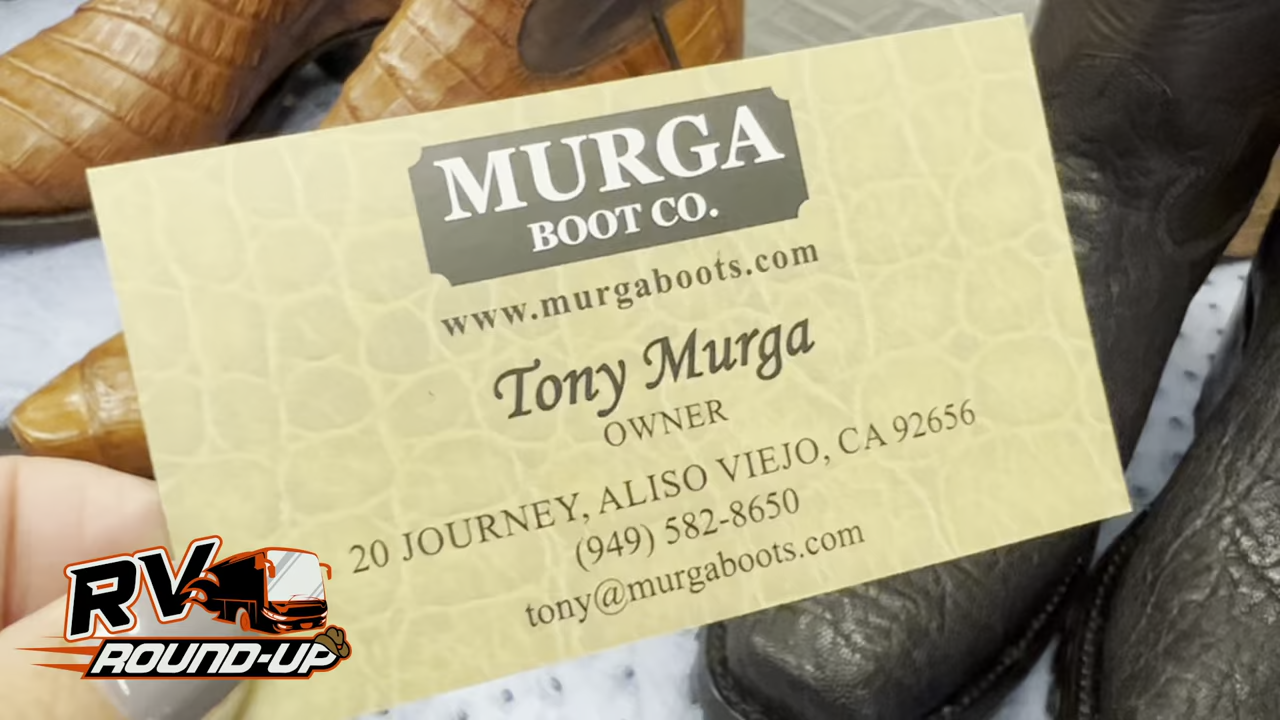 MURGA
BOOT CO.
www.murgaboots.com
Tony Murga
OWNER
20 JOURNEY, ALISO VIEJO, CA 92656
(949) 582-8650
tony@murgaboots.com
RV
ROUND-UP